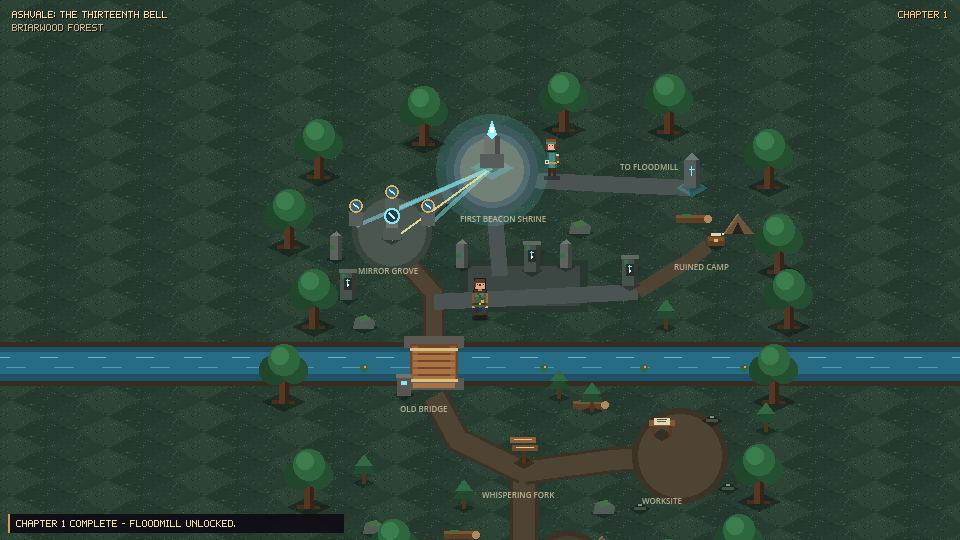 ASHVALE: THE THIRTEENTH BELL
BRIARWOOD FOREST
CHAPTER 1
TO FLOODMILL
FIRST BEACON SHRINE
MIRROR GROVE
RUINED CAMP
OLD BRIDGE
WHISPERING FORK
WORKSITE
CHAPTER 1 COMPLETE - FLOODMILL UNLOCKED.